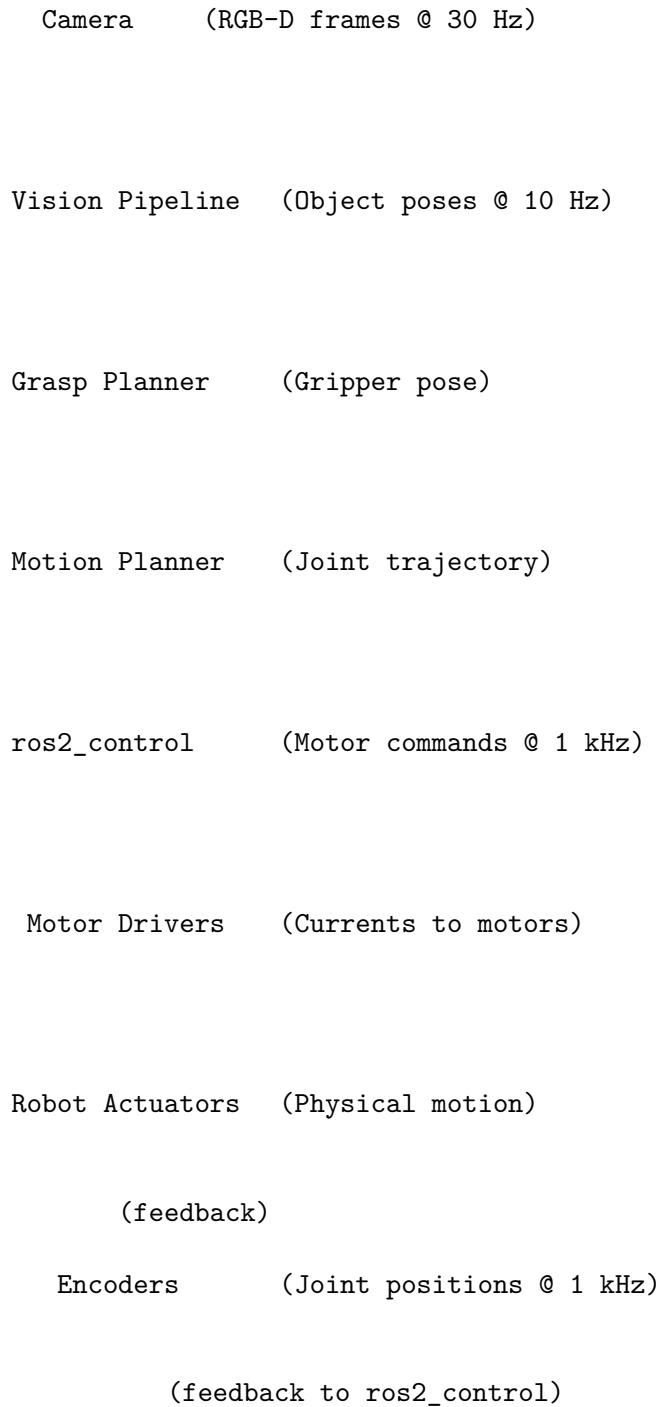 Camera (RGB-D frames @ 30 Hz)
Vision Pipeline (Object poses @ 10 Hz)
Grasp Planner (Gripper pose)
Motion Planner (Joint trajectory)
ros2_control (Motor commands @ 1 kHz)
Motor Drivers (Currents to motors)
Robot Actuators (Physical motion)
(feedback)
Encoders (Joint positions @ 1 kHz)
(feedback to ros2_control)